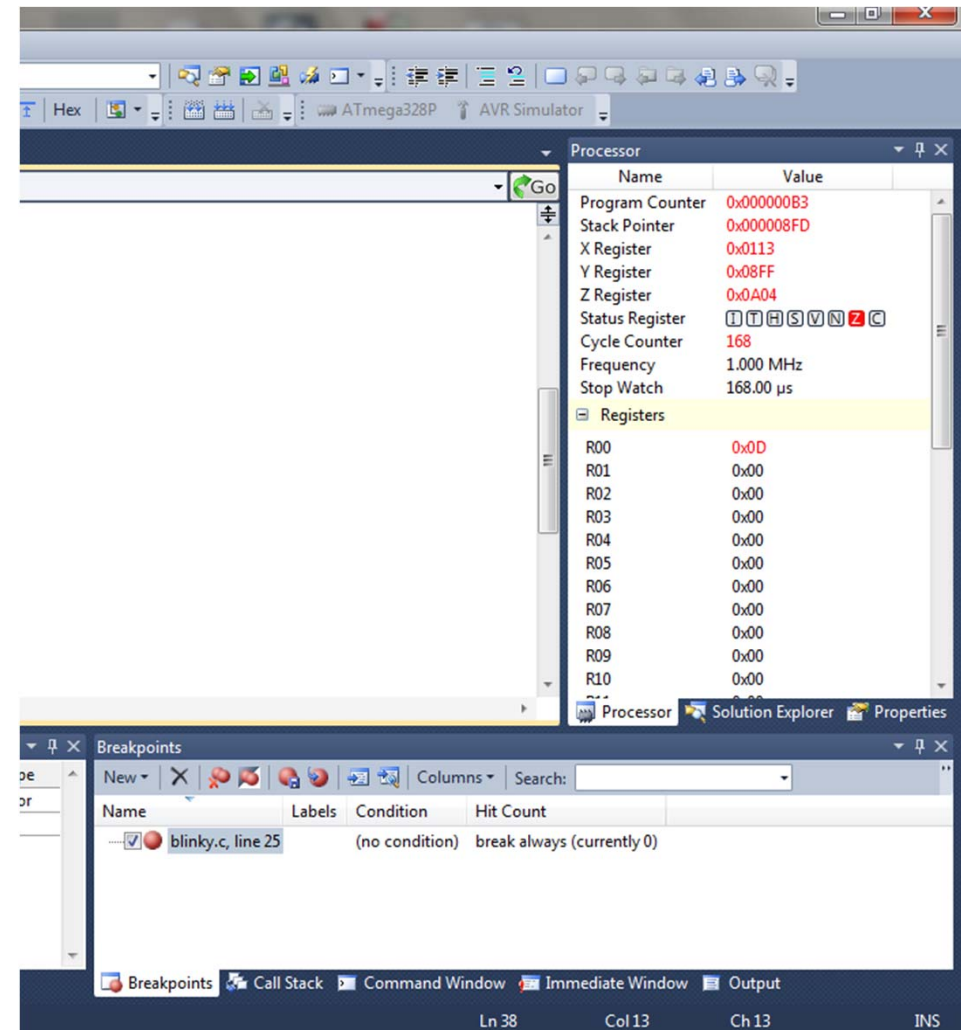 Hex ATmega328P AVR Simulator
Processor
Go
Name Value
Program Counter 0x000000B3
Stack Pointer 0x000008FD
X Register 0x0113
Y Register 0x08FF
Z Register 0x0A04
Status Register I T H S V N Z C
Cycle Counter 168
Frequency 1.000 MHz
Stop Watch 168.00 µs
Registers
R00 0x0D
R01 0x00
R02 0x00
R03 0x00
R04 0x00
R05 0x00
R06 0x00
R07 0x00
R08 0x00
R09 0x00
R10 0x00
Processor Solution Explorer Properties
Breakpoints
New Columns Search:
Name Labels Condition Hit Count
blinky.c, line 25 (no condition) break always (currently 0)
Breakpoints Call Stack Command Window Immediate Window Output
Ln 38 Col 13 Ch 13 INS